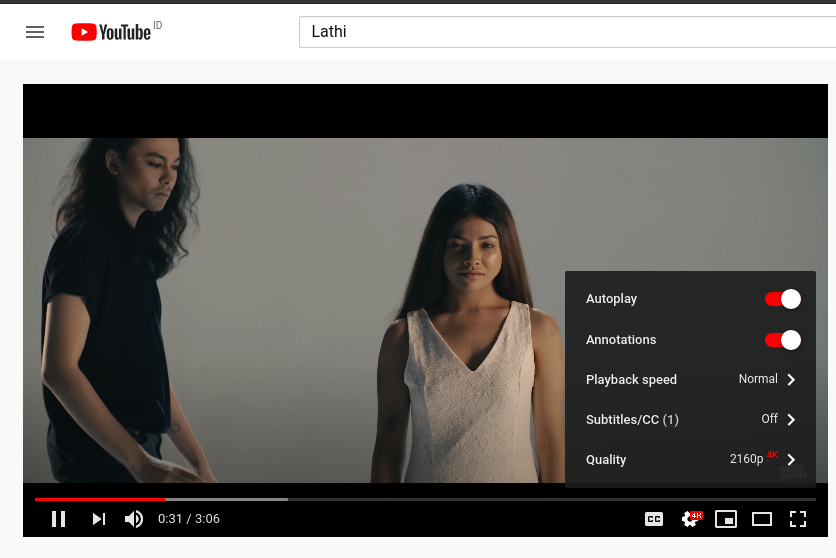 YouTube ID
Lathi
Autoplay
Annotations
Playback speed Normal
Subtitles/CC (1) Off
Quality 2160p 4K
0:31 / 3:06
CC 4K